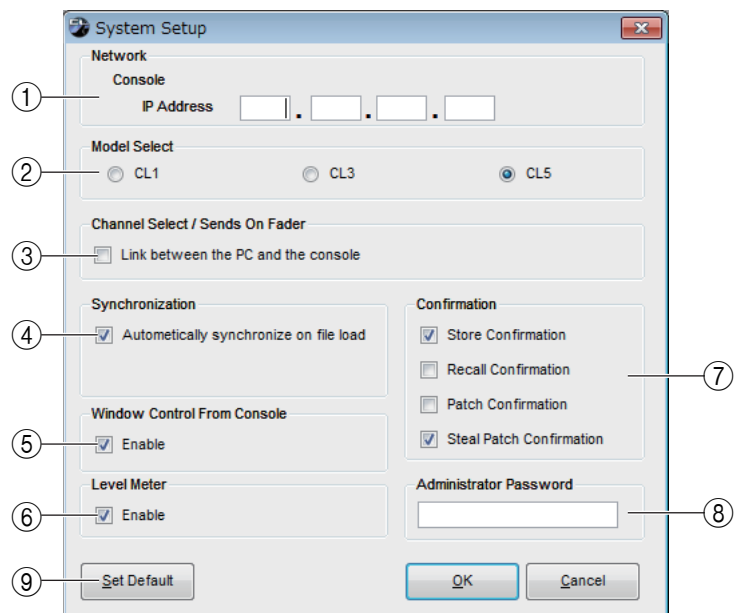 System Setup
Network
Console
① IP Address . . .
Model Select
② CL1 CL3 CL5
Channel Select / Sends On Fader
③ Link between the PC and the console
Synchronization
④ Autometically synchronize on file load
Confirmation
Store Confirmation
Recall Confirmation
⑦
Patch Confirmation
Steal Patch Confirmation
Window Control From Console
⑤ Enable
Level Meter
⑥ Enable
Administrator Password
⑧
⑨ Set Default OK Cancel